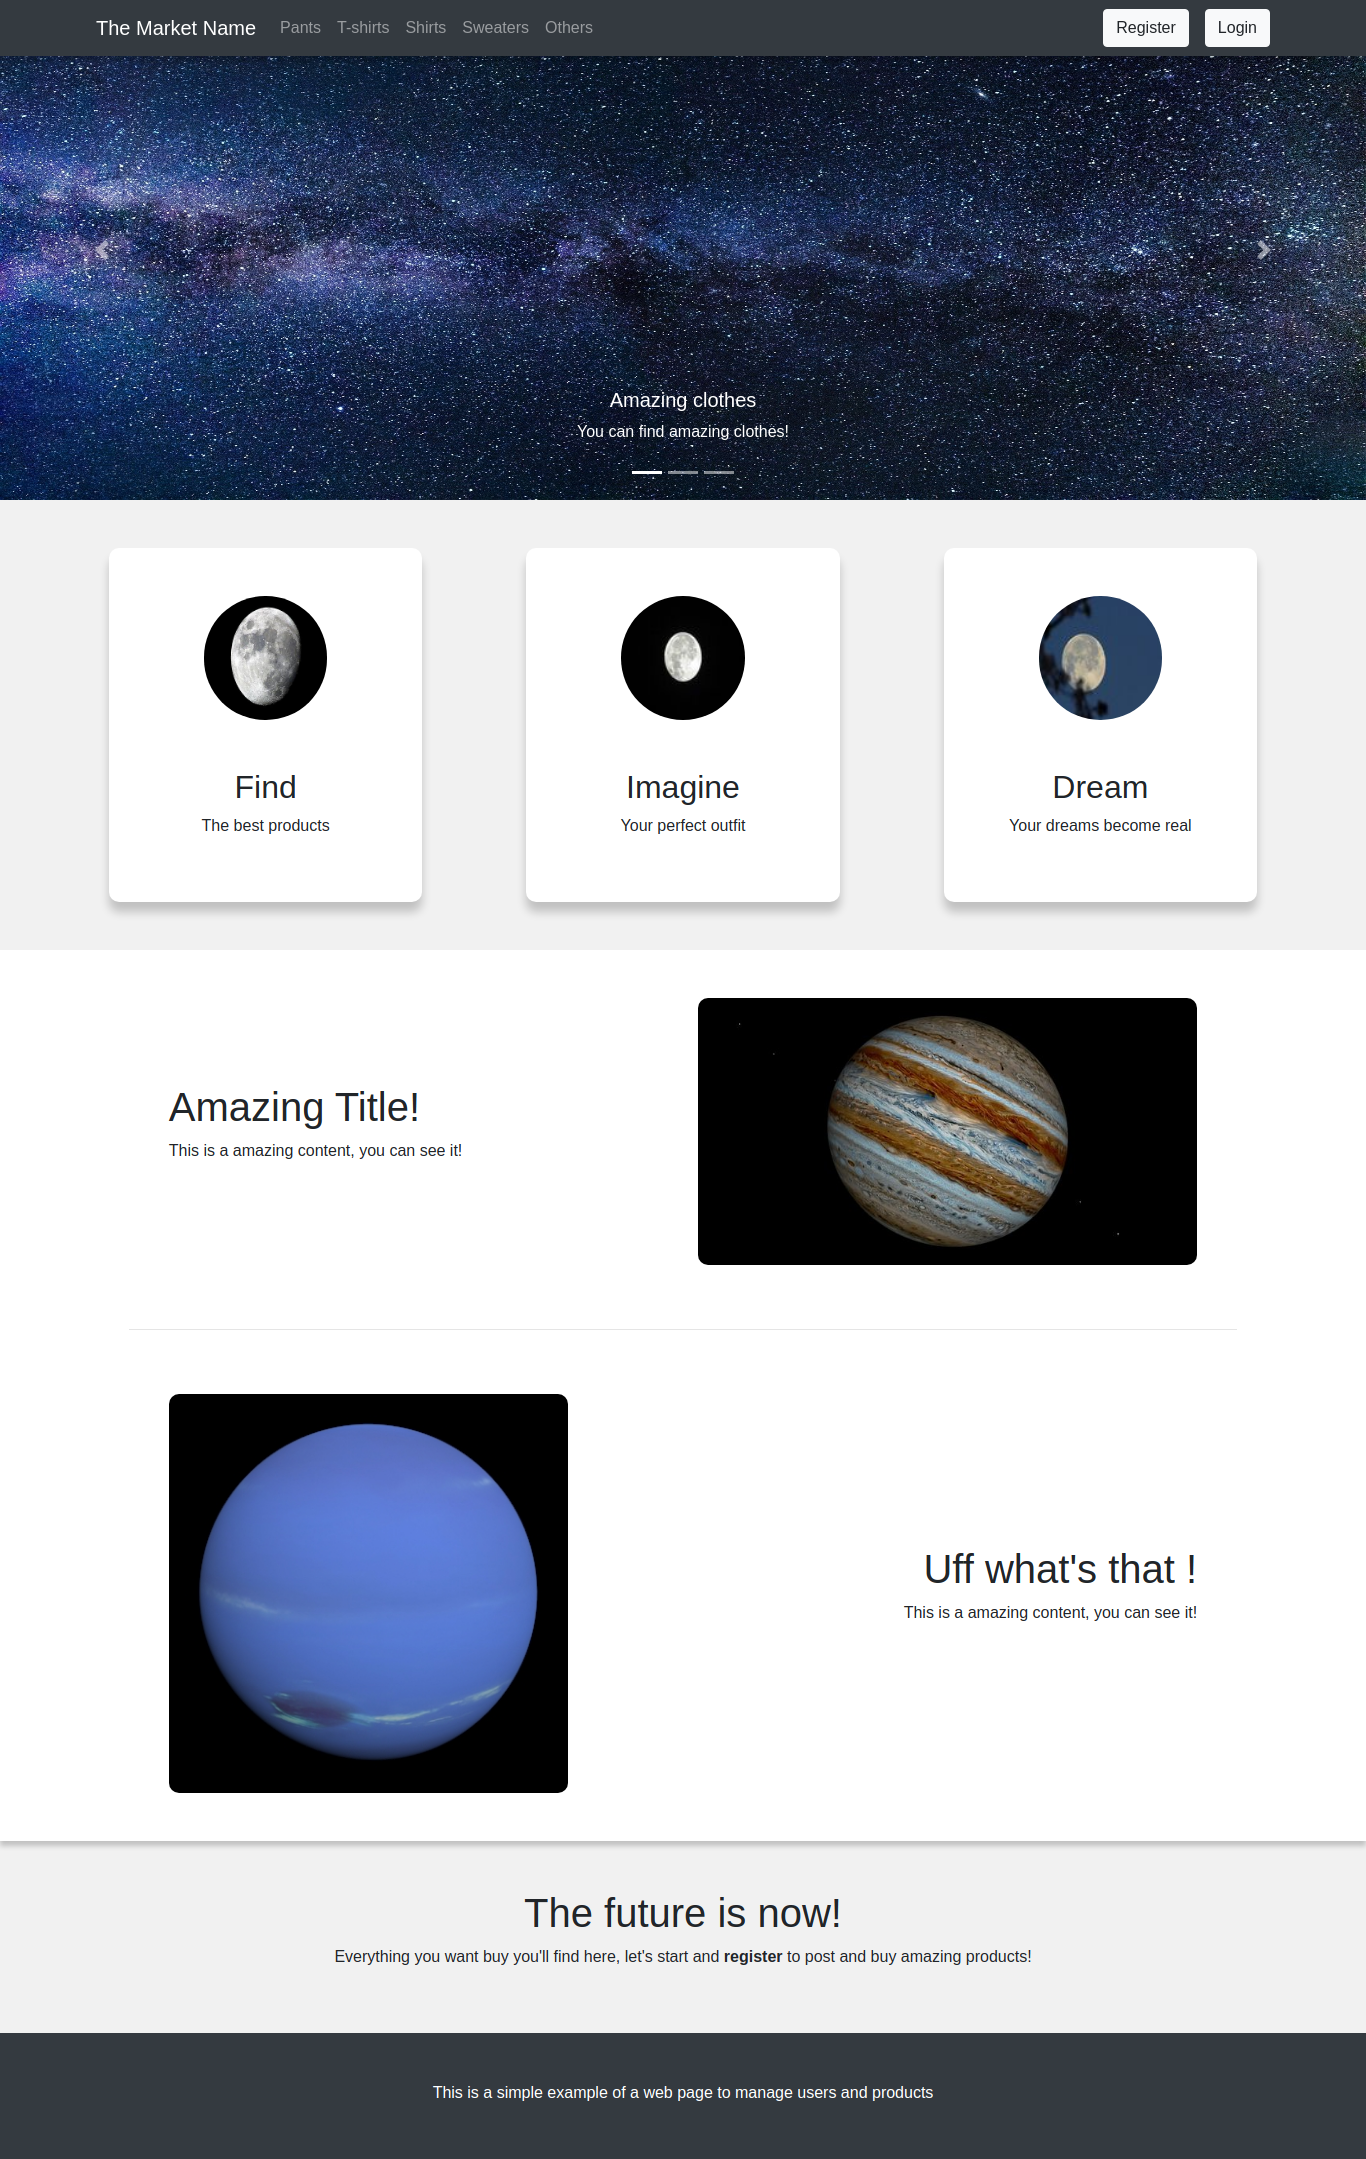 The Market Name Pants T-shirts Shirts Sweaters Others Register Login
Amazing clothes
You can find amazing clothes!
Find
The best products
Imagine
Your perfect outfit
Dream
Your dreams become real
Amazing Title!
This is a amazing content, you can see it!
Uff what's that !
This is a amazing content, you can see it!
The future is now!
Everything you want buy you'll find here, let's start and register to post and buy amazing products!
This is a simple example of a web page to manage users and products